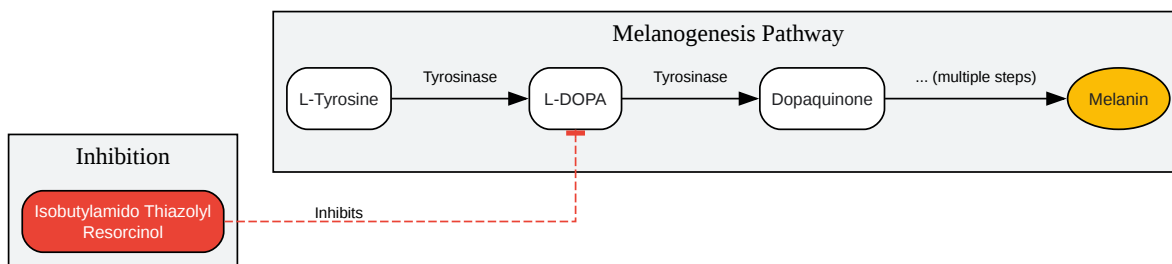 Melanogenesis Pathway
L-Tyrosine
Tyrosinase
L-DOPA
Tyrosinase
Dopaquinone
... (multiple steps)
Melanin
Inhibition
Isobutylamido Thiazolyl
Resorcinol
Inhibits